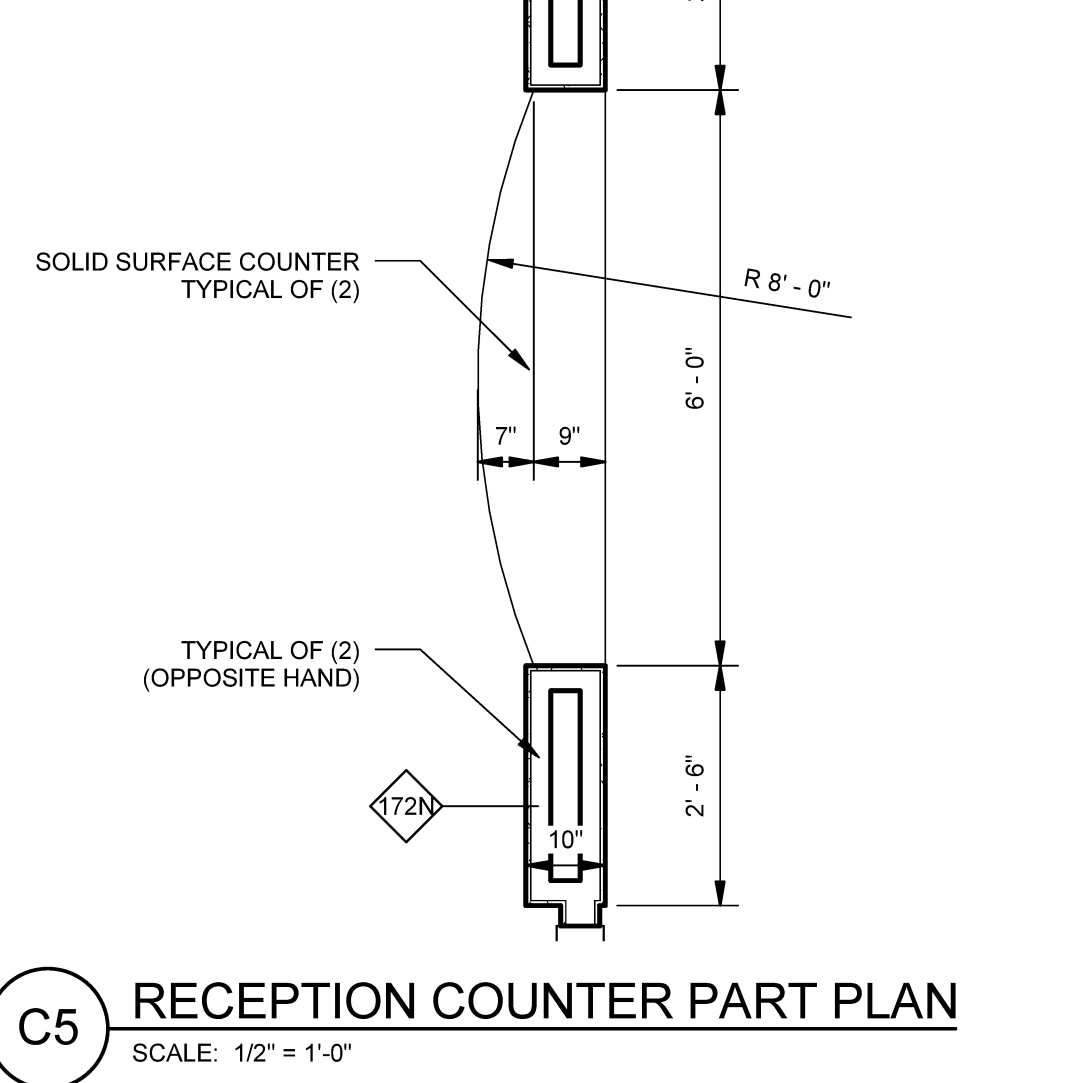 SOLID SURFACE COUNTER
TYPICAL OF (2)
R 8' - 0"
6' - 0"
7"
9"
TYPICAL OF (2)
(OPPOSITE HAND)
2' - 6"
172N
10"
C5
RECEPTION COUNTER PART PLAN
SCALE: 1/2" = 1'-0"